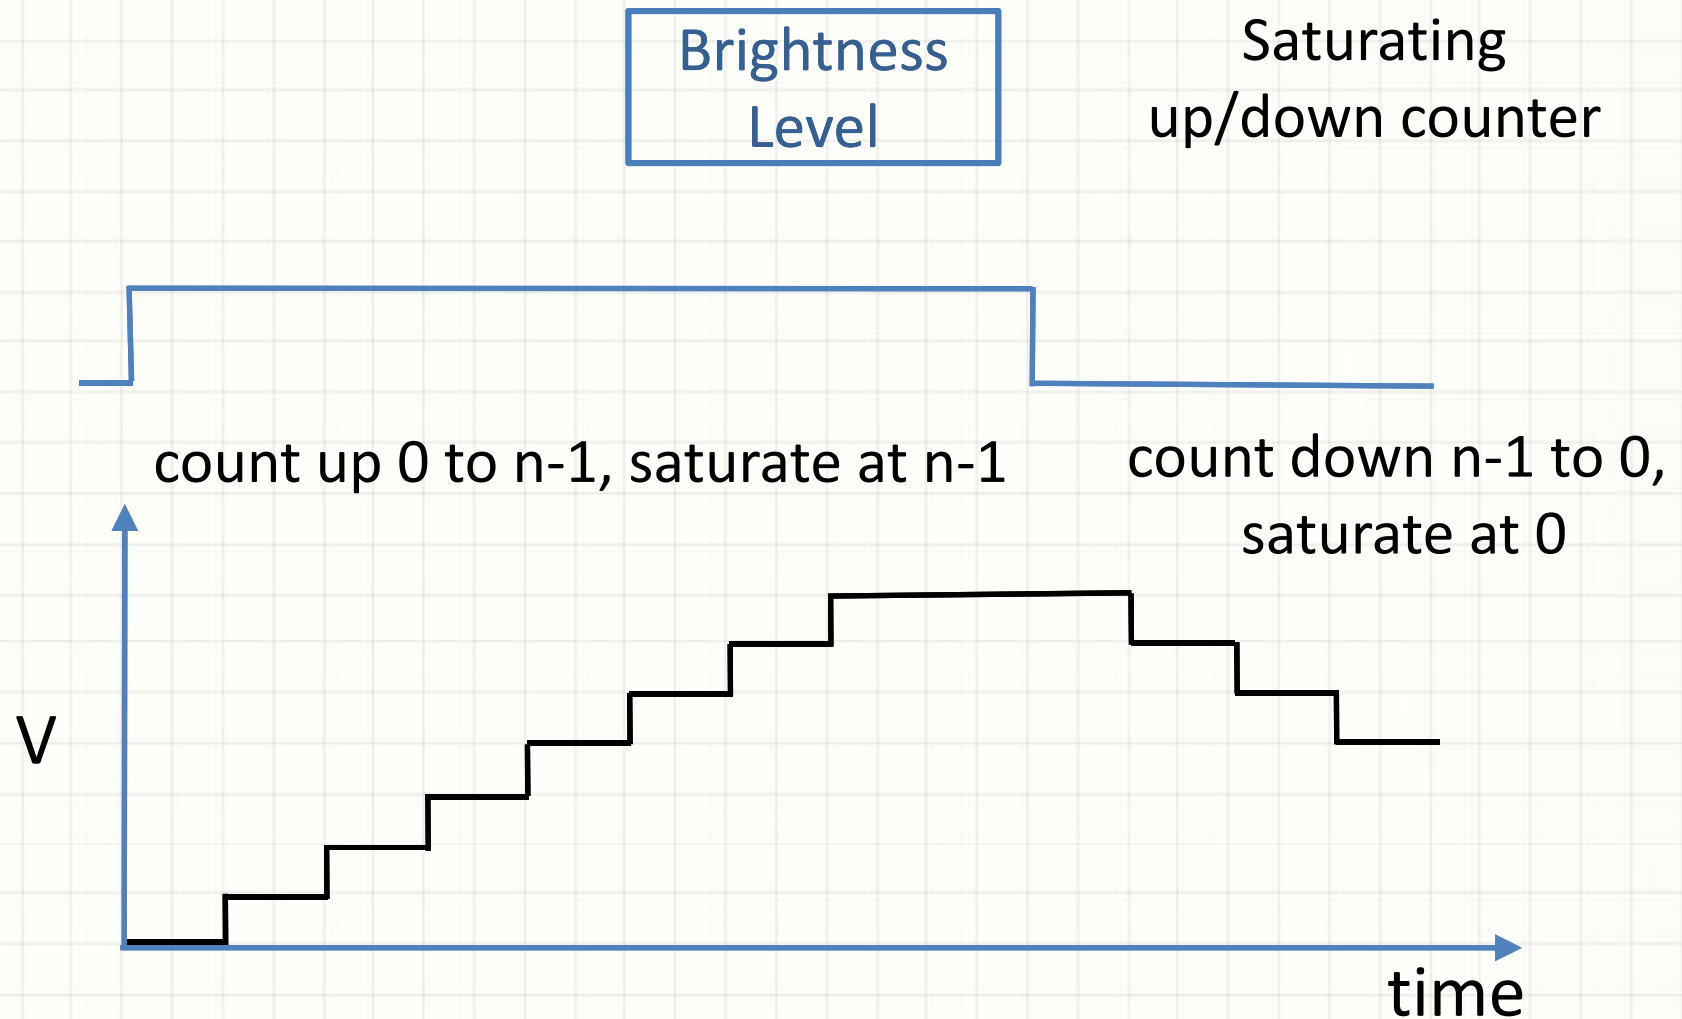 Brightness
Level
Saturating
up/down counter
count up 0 to n-1, saturate at n-1
count down n-1 to 0,
saturate at 0
V
time